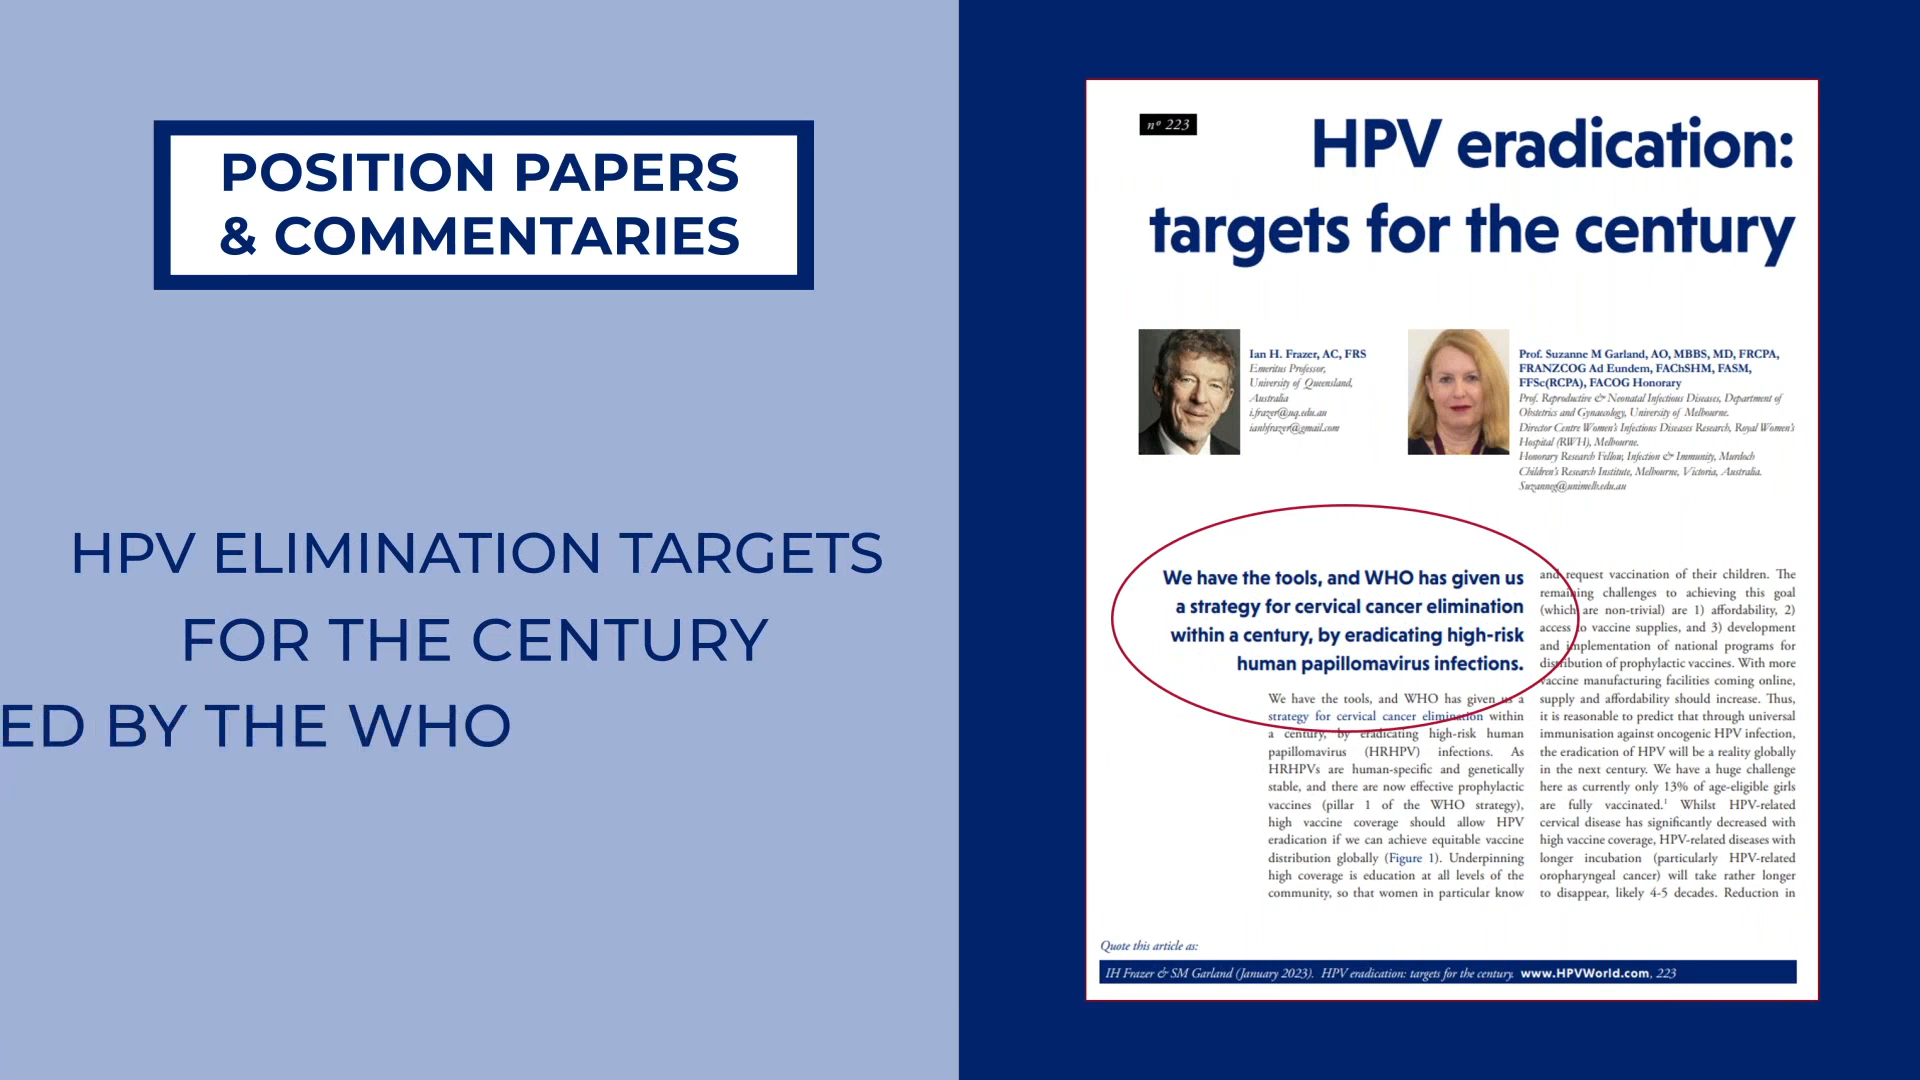 POSITION PAPERS
& COMMENTARIES
HPV ELIMINATION TARGETS
FOR THE CENTURY
ED BY THE WHO
nº 223
HPV eradication:
targets for the century
Ian H. Frazer, AC, FRS
Emeritus Professor,
University of Queensland,
Australia
i.frazer@uq.edu.au
ianhfrazer@gmail.com
Prof. Suzanne M Garland, AO, MBBS, MD, FRCPA,
FRANZCOG Ad Eundem, FAChSHM, FASM,
FFSc(RCPA), FACOG Honorary
Prof. Reproductive & Neonatal Infectious Diseases, Department of
Obstetrics and Gynaecology, University of Melbourne.
Director Centre Women's Infectious Diseases Research, Royal Women's
Hospital (RWH), Melbourne.
Honorary Research Fellow, Infection & Immunity, Murdoch
Children's Research Institute, Melbourne, Victoria, Australia.
Suzanneg@unimelb.edu.au
We have the tools, and WHO has given us
a strategy for cervical cancer elimination
within a century, by eradicating high-risk
human papillomavirus infections.
We have the tools, and WHO has given us a
strategy for cervical cancer elimination within
a century, by eradicating high-risk human
papillomavirus (HRHPV) infections. As
HRHPVs are human-specific and genetically
stable, and there are now effective prophylactic
vaccines (pillar 1 of the WHO strategy),
high vaccine coverage should allow HPV
eradication if we can achieve equitable vaccine
distribution globally (Figure 1). Underpinning
high coverage is education at all levels of the
community, so that women in particular know
and request vaccination of their children. The
remaining challenges to achieving this goal
(which are non-trivial) are 1) affordability, 2)
access to vaccine supplies, and 3) development
and implementation of national programs for
distribution of prophylactic vaccines. With more
vaccine manufacturing facilities coming online,
supply and affordability should increase. Thus,
it is reasonable to predict that through universal
immunisation against oncogenic HPV infection,
the eradication of HPV will be a reality globally
in the next century. We have a huge challenge
here as currently only 13% of age-eligible girls
are fully vaccinated.¹ Whilst HPV-related
cervical disease has significantly decreased with
high vaccine coverage, HPV-related diseases with
longer incubation (particularly HPV-related
oropharyngeal cancer) will take rather longer
to disappear, likely 4-5 decades. Reduction in
Quote this article as:
IH Frazer & SM Garland (January 2023). HPV eradication: targets for the century. www.HPVWorld.com, 223